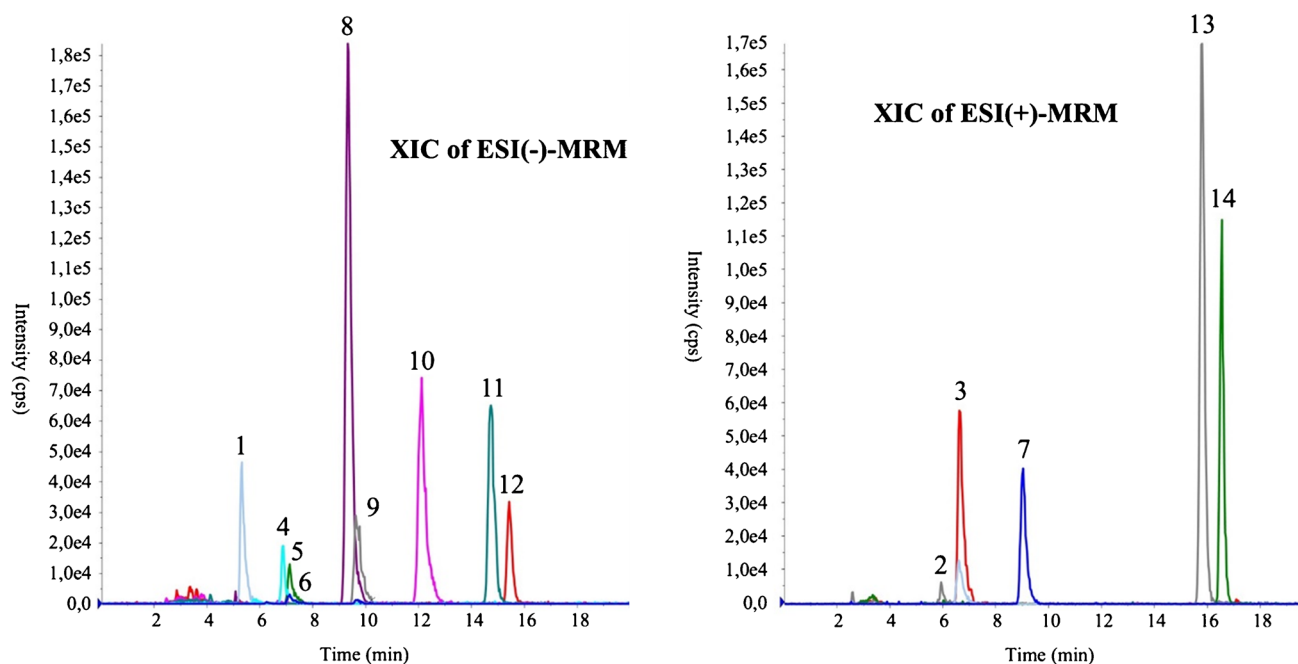 8
1,8e5
1,7e5
1,6e5
1,5e5
1,4e5
1,3e5
1,2e5
1,1e5
1,0e5
9,0e4
8,0e4
7,0e4
6,0e4
5,0e4
4,0e4
3,0e4
2,0e4
1,0e4
0,0
Intensity (cps)
XIC of ESI(-)-MRM
1
4
5
6
9
10
11
12
2 4 6 8 10 12 14 16 18
Time (min)
13
1,7e5
1,6e5
1,5e5
1,4e5
1,3e5
1,2e5
1,1e5
1,0e5
9,0e4
8,0e4
7,0e4
6,0e4
5,0e4
4,0e4
3,0e4
2,0e4
1,0e4
0,0
Intensity (cps)
XIC of ESI(+)-MRM
14
3
7
2
2 4 6 8 10 12 14 16 18
Time (min)